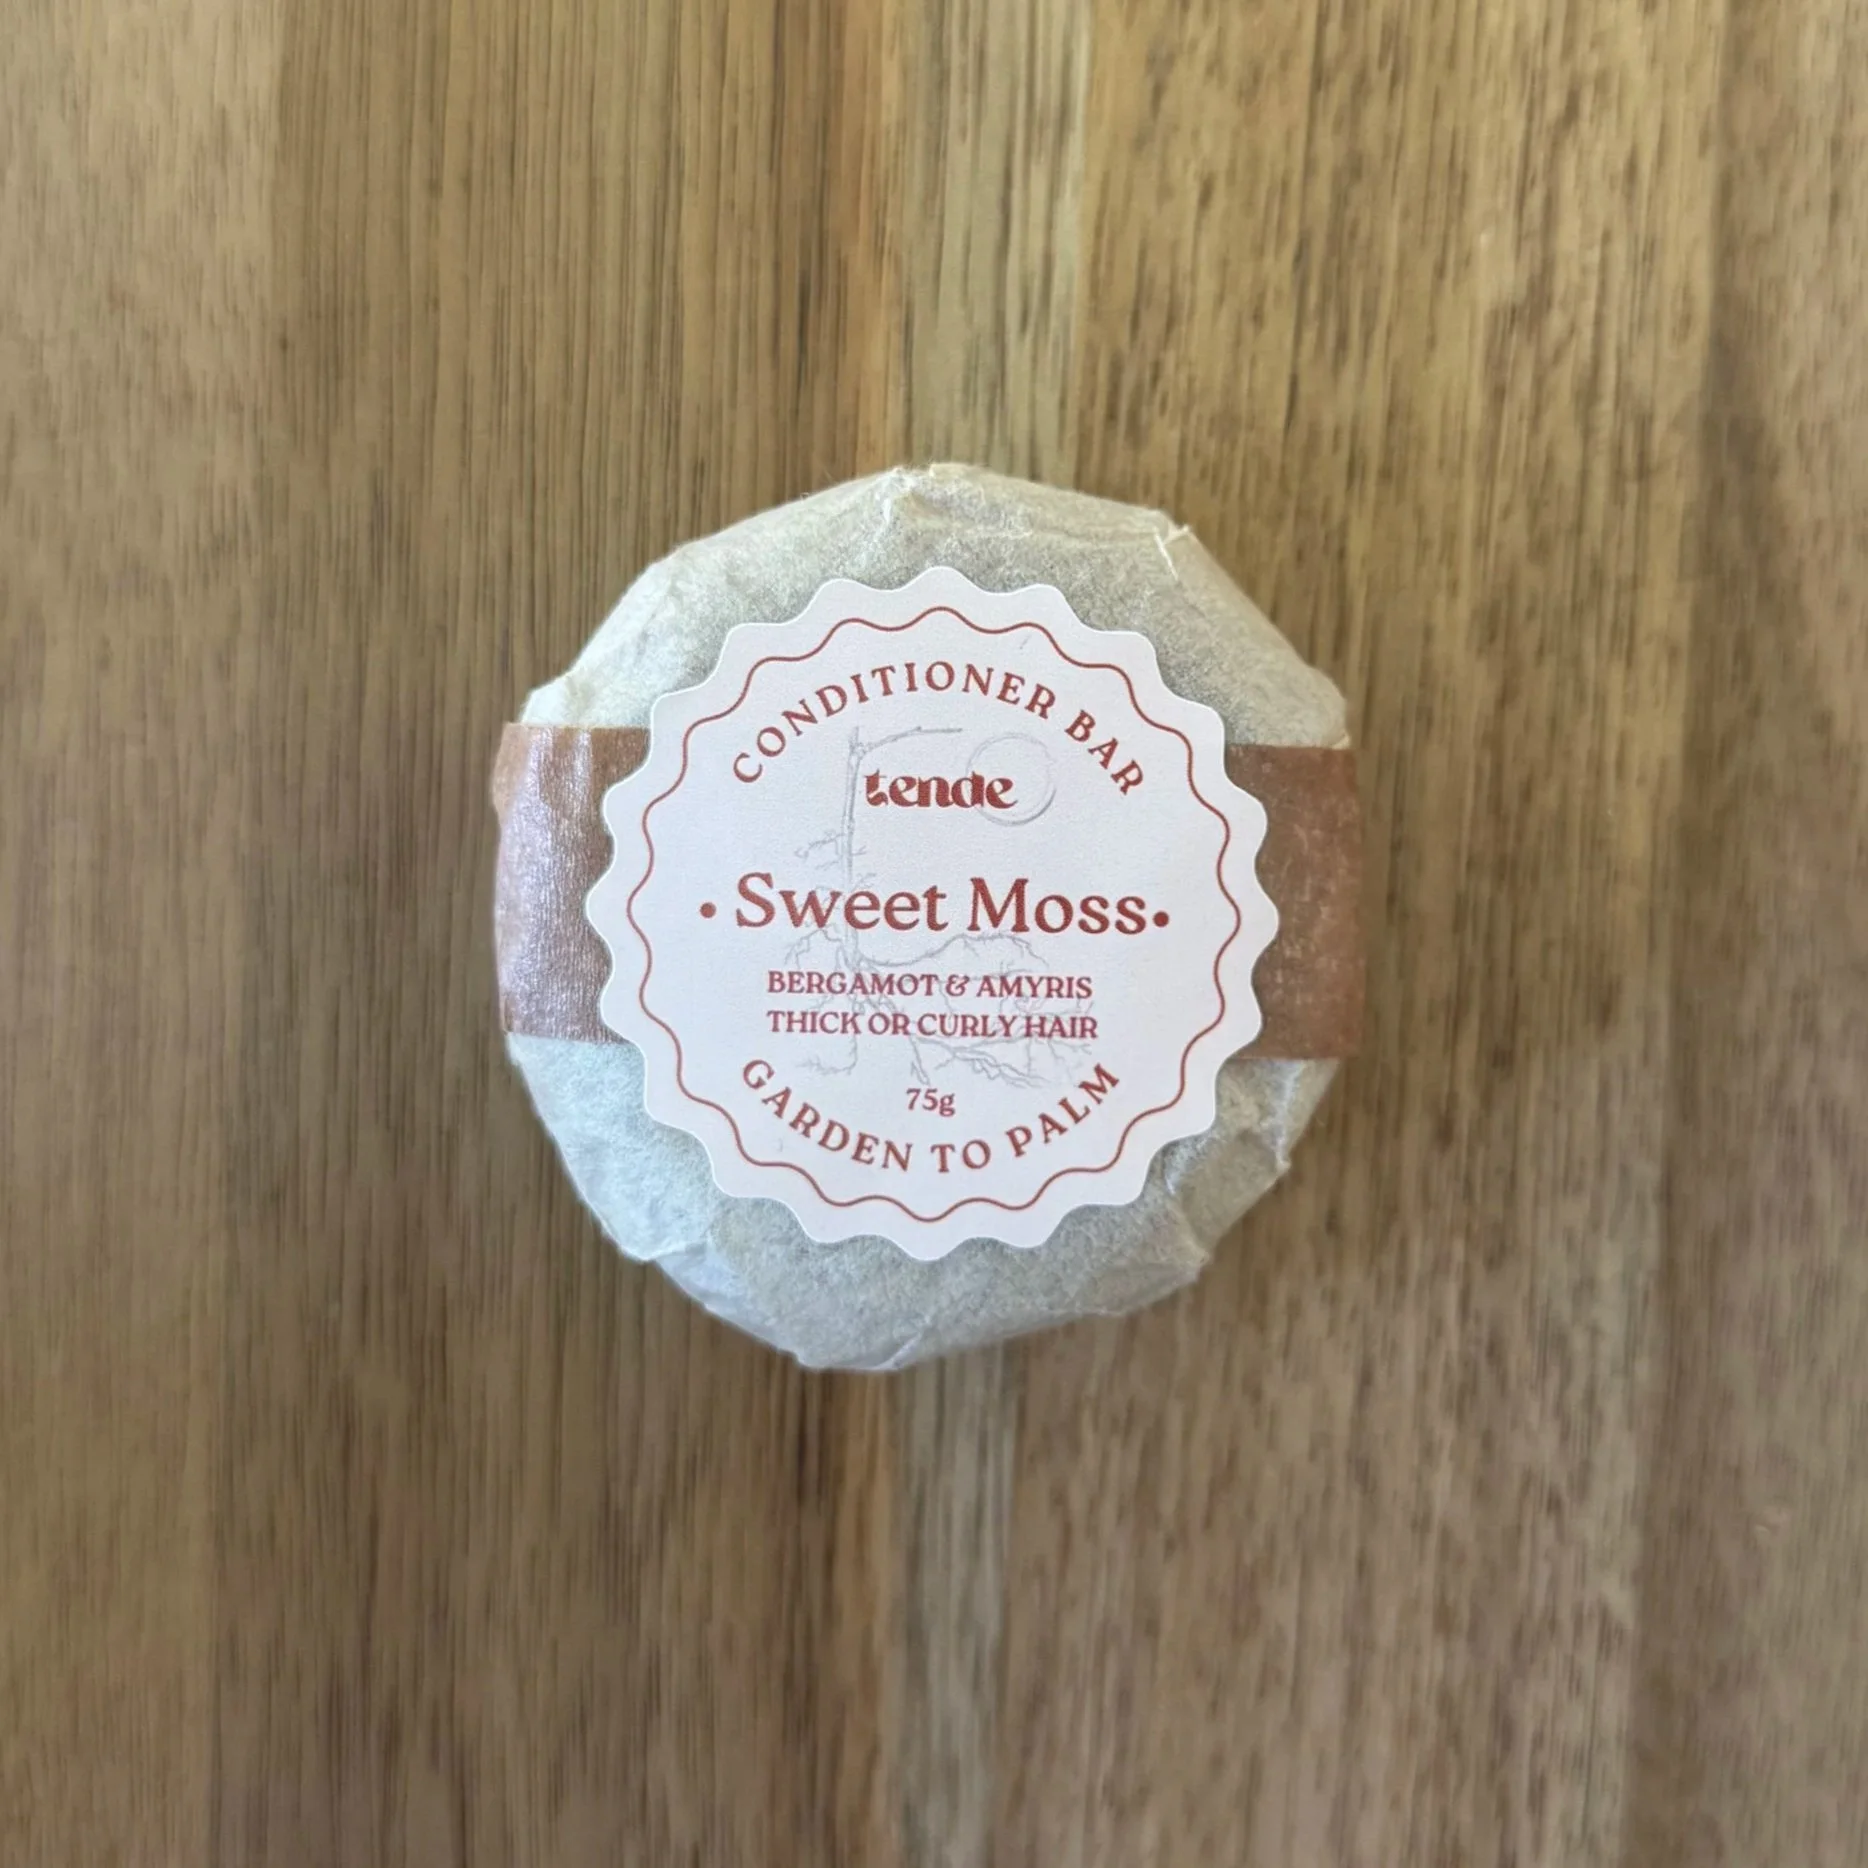 CONDITIONER BAR
tende
• Sweet Moss •
BERGAMOT & AMYRIS
THICK OR CURLY HAIR
75g
GARDEN TO PALM